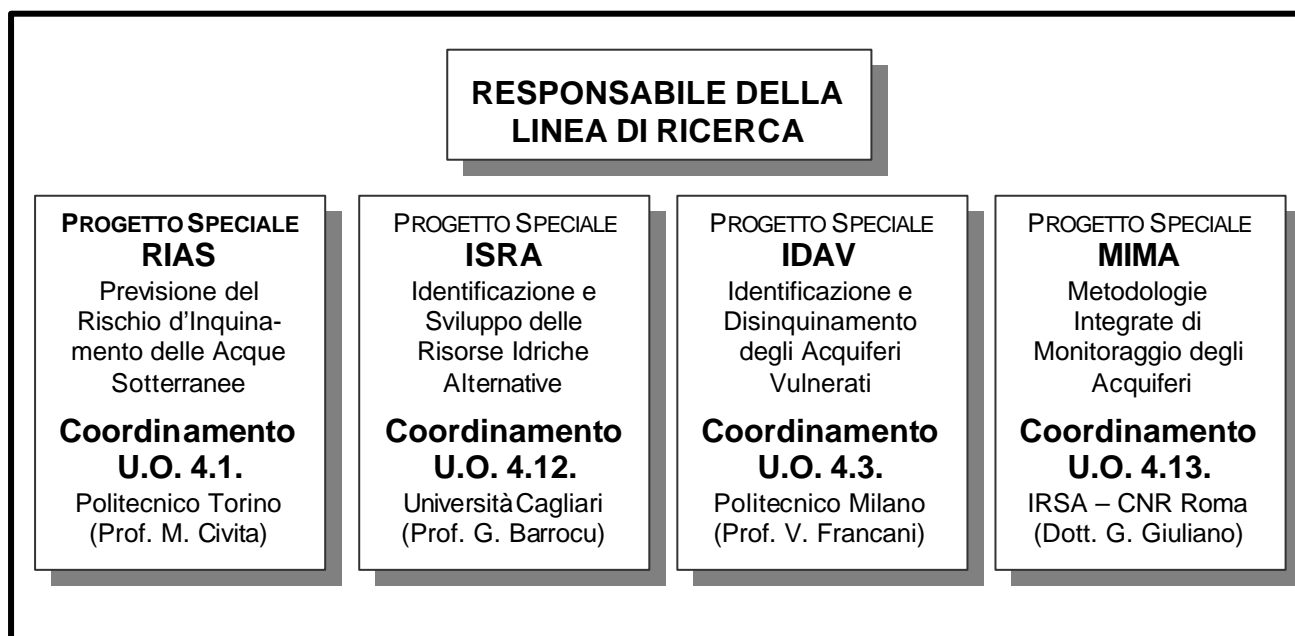 RESPONSABILE DELLA
LINEA DI RICERCA
PROGETTO SPECIALE
RIAS
Previsione del
Rischio d'Inquina-
mento delle Acque
Sotterranee
Coordinamento
U.O. 4.1.
Politecnico Torino
(Prof. M. Civita)
PROGETTO SPECIALE
ISRA
Identificazione e
Sviluppo delle
Risorse Idriche
Alternative
Coordinamento
U.O. 4.12.
Università Cagliari
(Prof. G. Barrocu)
PROGETTO SPECIALE
IDAV
Identificazione e
Disinquinamento
degli Acquiferi
Vulnerati
Coordinamento
U.O. 4.3.
Politecnico Milano
(Prof. V. Francani)
PROGETTO SPECIALE
MIMA
Metodologie
Integrate di
Monitoraggio degli
Acquiferi
Coordinamento
U.O. 4.13.
IRSA – CNR Roma
(Dott. G. Giuliano)